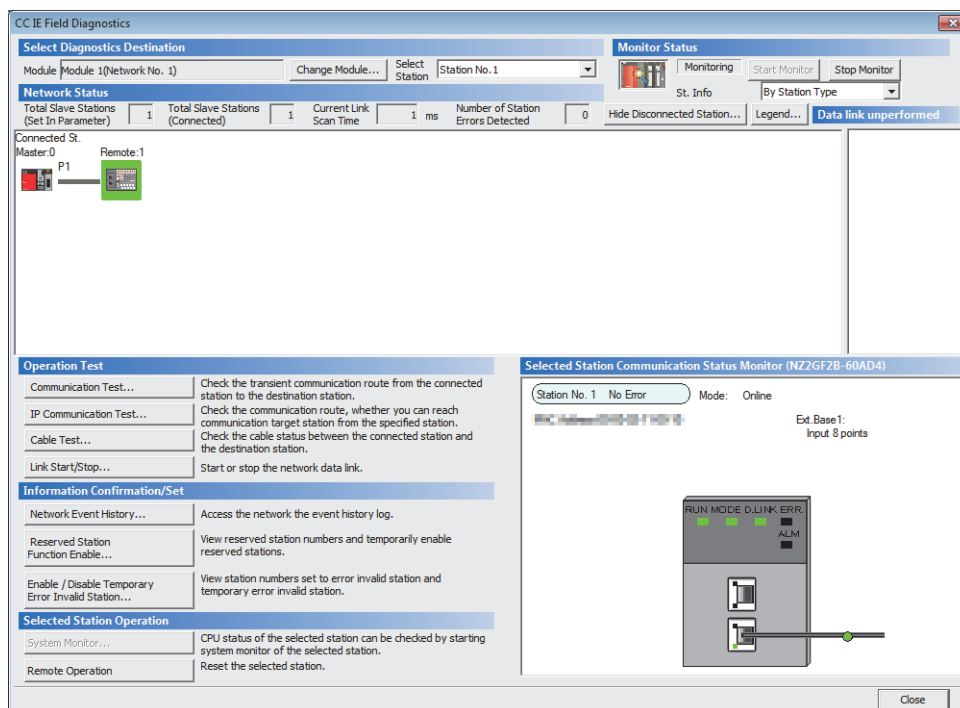 CC IE Field Diagnostics
Select Diagnostics Destination
Module Module 1(Network No. 1) Change Module... Select Station Station No.1
Monitor Status
Monitoring Start Monitor Stop Monitor
St. Info By Station Type
Network Status
Total Slave Stations (Set In Parameter) 1 Total Slave Stations (Connected) 1 Current Link Scan Time 1 ms Number of Station Errors Detected 0
Hide Disconnected Station... Legend... Data link unperformed
Connected St.
Master:0 Remote:1
P1
Operation Test
Communication Test... Check the transient communication route from the connected
station to the destination station.
IP Communication Test... Check the communication route, whether you can reach
communication target station from the specified station.
Cable Test... Check the cable status between the connected station and
the destination station.
Link Start/Stop... Start or stop the network data link.
Information Confirmation/Set
Network Event History... Access the network the event history log.
Reserved Station
Function Enable...
View reserved station numbers and temporarily enable
reserved stations.
Enable / Disable Temporary
Error Invalid Station...
View station numbers set to error invalid station and
temporary error invalid station.
Selected Station Operation
System Monitor... CPU status of the selected station can be checked by starting
system monitor of the selected station.
Remote Operation Reset the selected station.
Selected Station Communication Status Monitor (NZ2GF2B-60AD4)
Station No. 1 No Error Mode: Online
Ext.Base1:
Input 8 points
RUN MODE D.LINK ERR.
ALM
Close